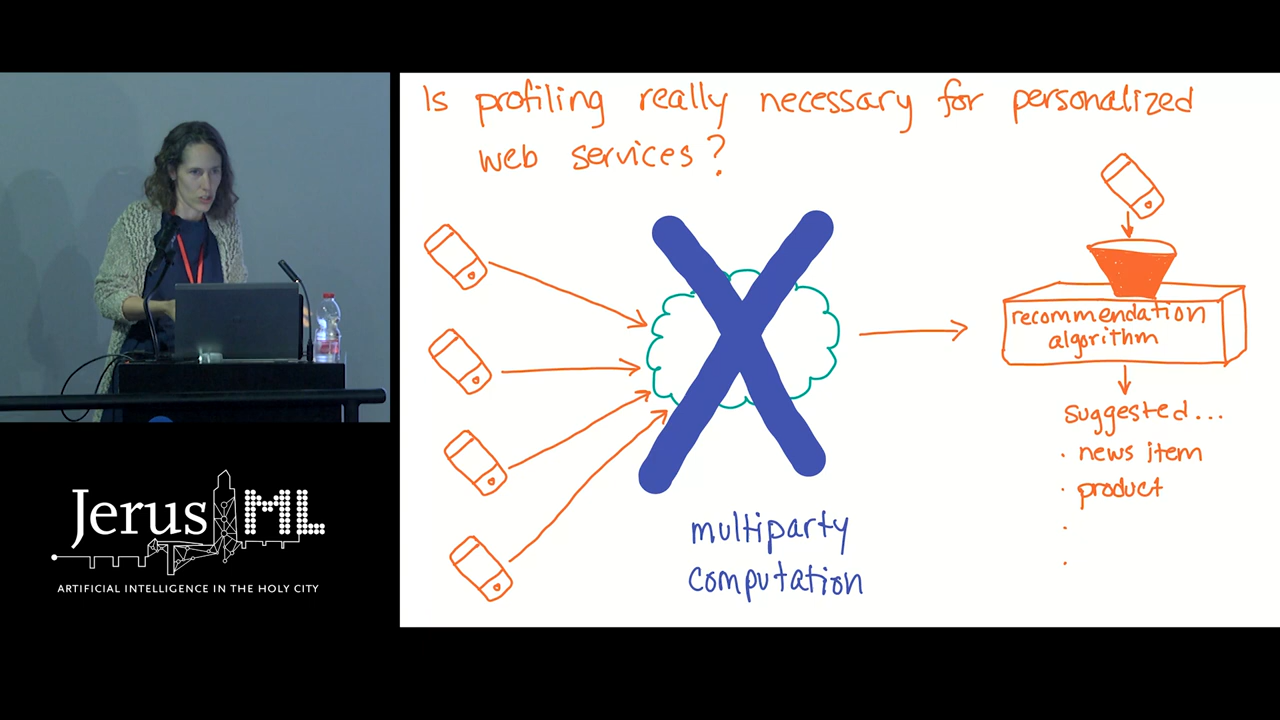 Is profiling really necessary for personalized
web services?
recommendation
algorithm
suggested...
· news item
· product
·
·
multiparty
computation
Jerus ML
ARTIFICIAL INTELLIGENCE IN THE HOLY CITY